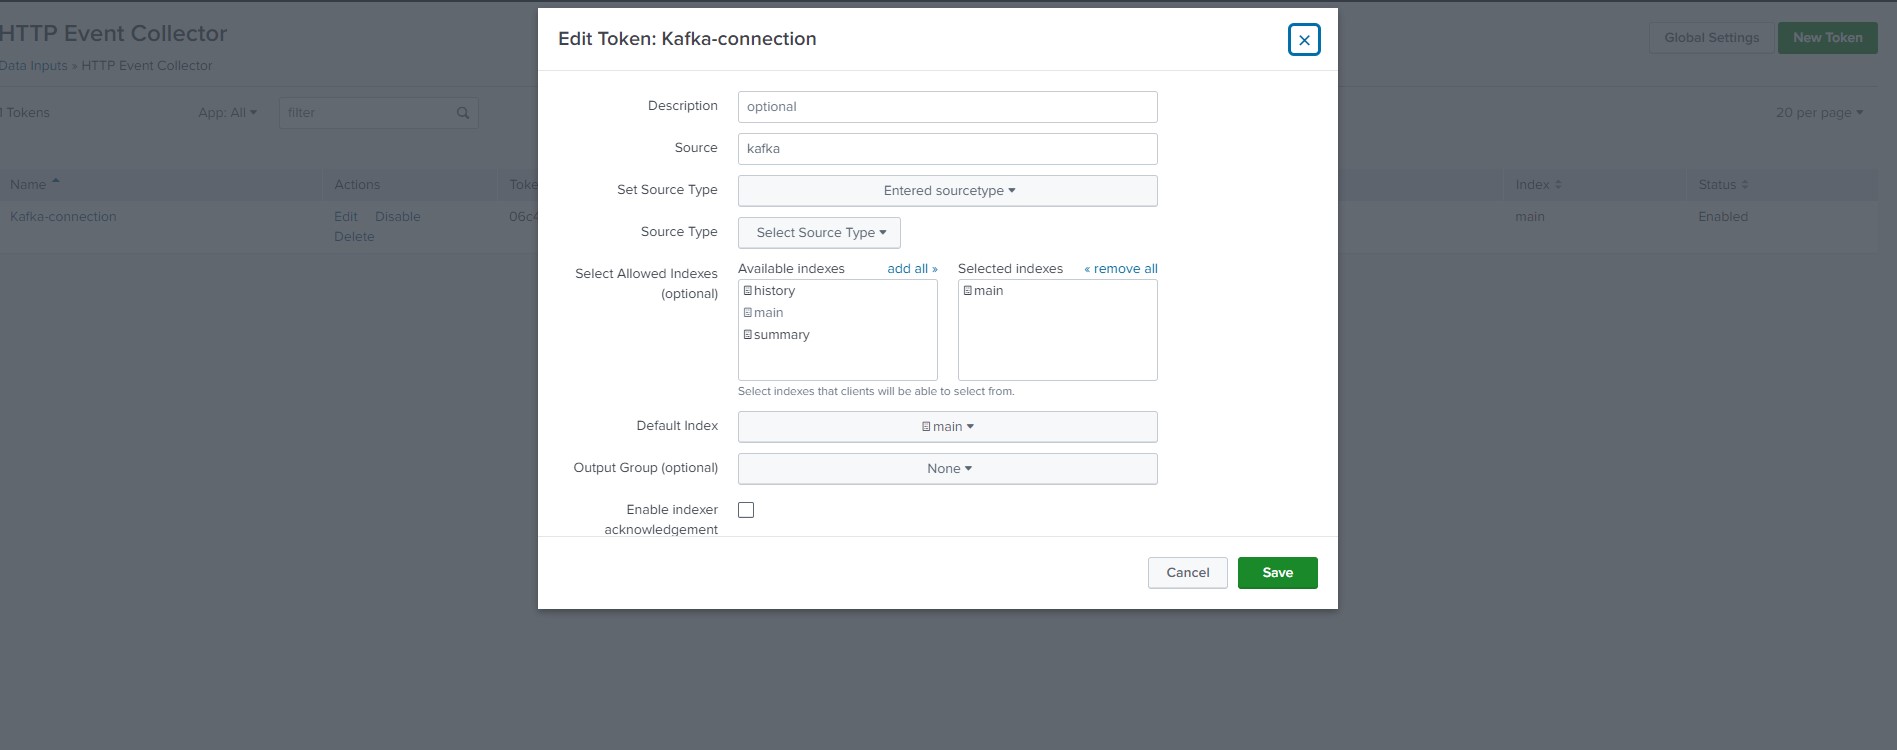 HTTP Event Collector
Global Settings
New Token
Data Inputs » HTTP Event Collector
Tokens
App: All
filter
20 per page
Name
Actions
Index
Status
Kafka-connection
Edit
Disable
main
Enabled
Delete
Edit Token: Kafka-connection
Description
optional
Source
kafka
Set Source Type
Entered sourcetype
Source Type
Select Source Type
Select Allowed Indexes
(optional)
Available indexes
add all »
Selected indexes
« remove all
history
main
summary
main
Select indexes that clients will be able to select from.
Default Index
main
Output Group (optional)
None
Enable indexer
acknowledgement
Cancel
Save